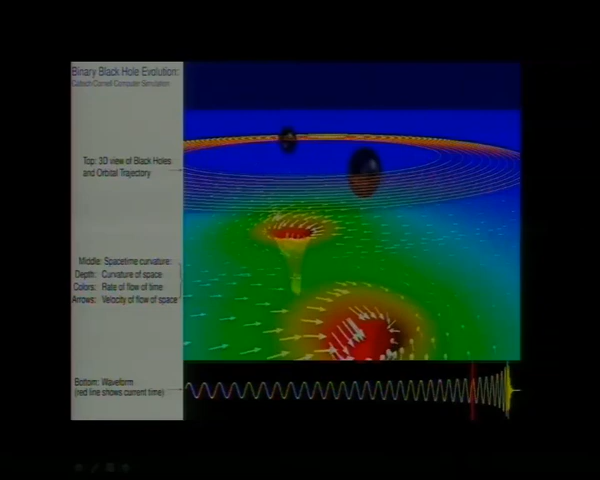 Binary Black Hole Evolution:
Caltech-Cornell Computer Simulation
Top: 3D view of Black Holes
and Orbital Trajectory
Middle: Spacetime curvature:
Depth: Curvature of space
Colors: Rate of flow of time
Arrows: Velocity of flow of space
Bottom: Waveform
(red line shows current time)